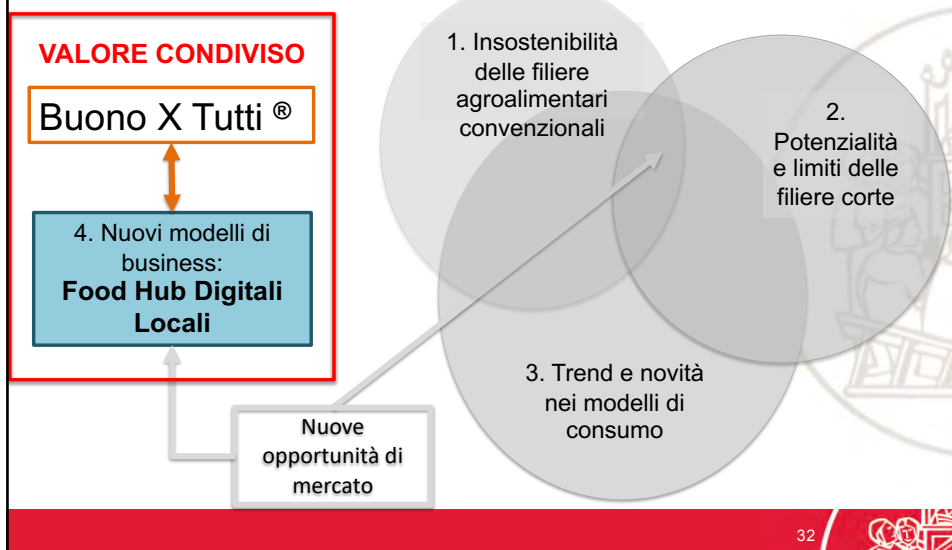 VALORE CONDIVISO
Buono X Tutti ®
4. Nuovi modelli di
business:
Food Hub Digitali
Locali
1. Insostenibilità
delle filiere
agroalimentari
convenzionali
2.
Potenzialità
e limiti delle
filiere corte
3. Trend e novità
nei modelli di
consumo
Nuove
opportunità di
mercato
32